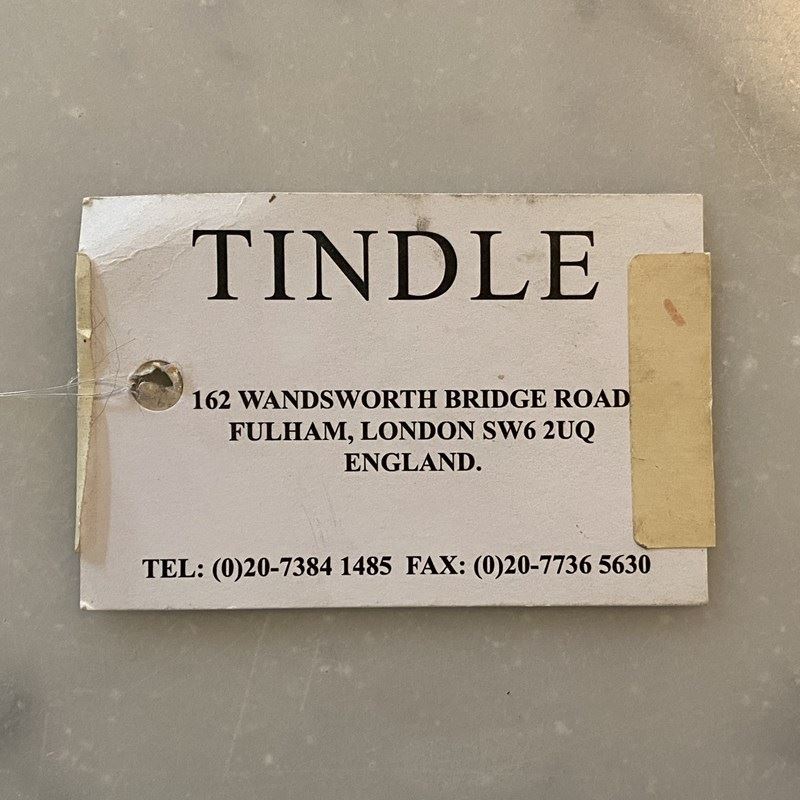 TINDLE
162 WANDSWORTH BRIDGE ROAD
FULHAM, LONDON SW6 2UQ
ENGLAND.
TEL: (0)20-7384 1485 FAX: (0)20-7736 5630